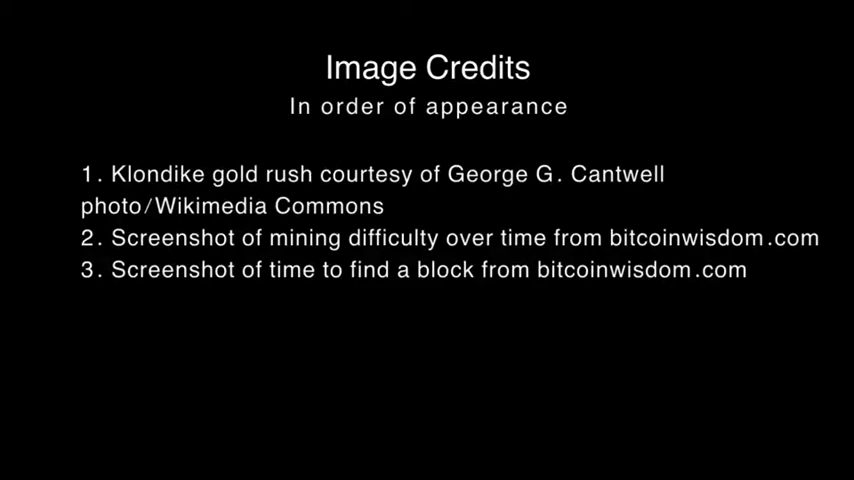 Image Credits
In order of appearance
1. Klondike gold rush courtesy of George G. Cantwell
photo/Wikimedia Commons
2. Screenshot of mining difficulty over time from bitcoinwisdom.com
3. Screenshot of time to find a block from bitcoinwisdom.com